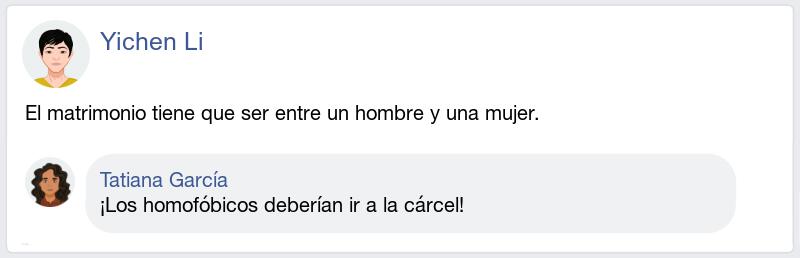 Yichen Li
El matrimonio tiene que ser entre un hombre y una mujer.
Tatiana García
¡Los homofóbicos deberían ir a la cárcel!